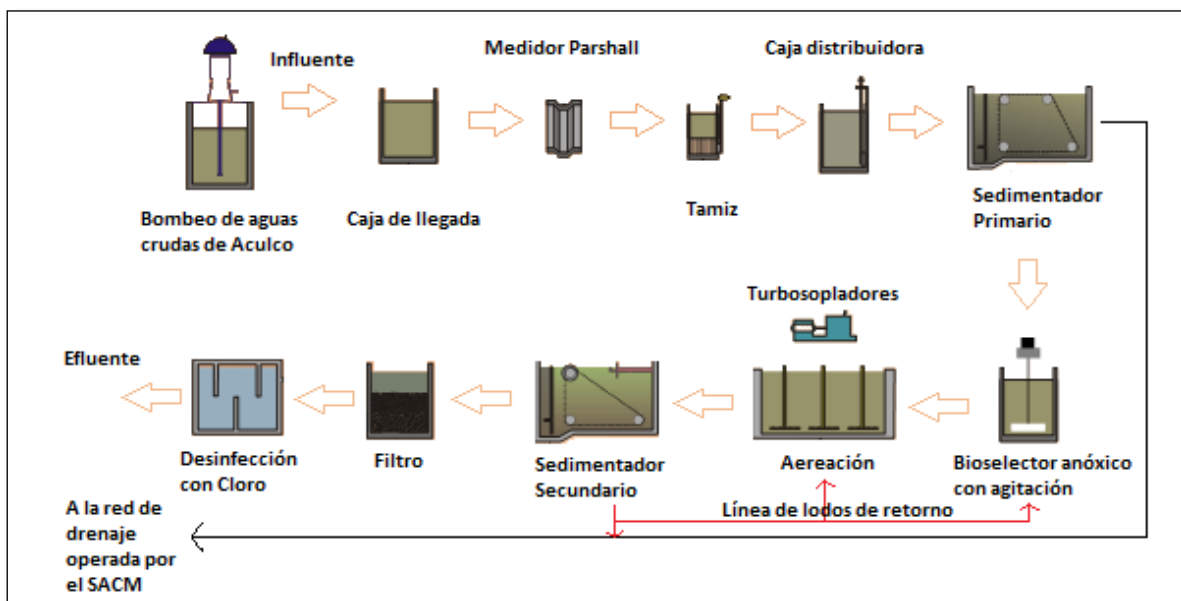 Influente
Medidor Parshall
Caja distribuidora
Bombeo de aguas
crudas de Aculco
Caja de llegada
Tamiz
Sedimentador
Primario
Turbosopladores
Efluente
Desinfección
con Cloro
Filtro
Sedimentador
Secundario
Aereación
Bioselector anóxico
con agitación
Línea de lodos de retorno
A la red de
drenaje
operada por
el SACM